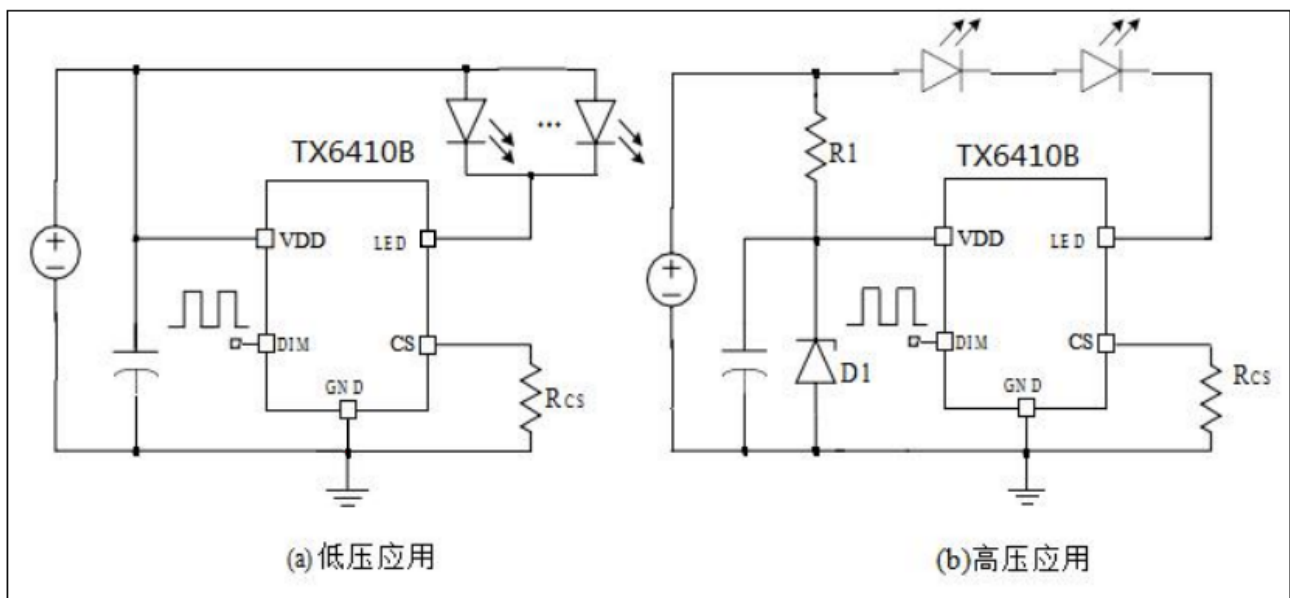 TX6410B
VDD
LED
...
DIM
CS
GND
Rcs
(a)低压应用
R1
TX6410B
VDD
LED
DIM
CS
D1
GND
Rcs
(b)高压应用